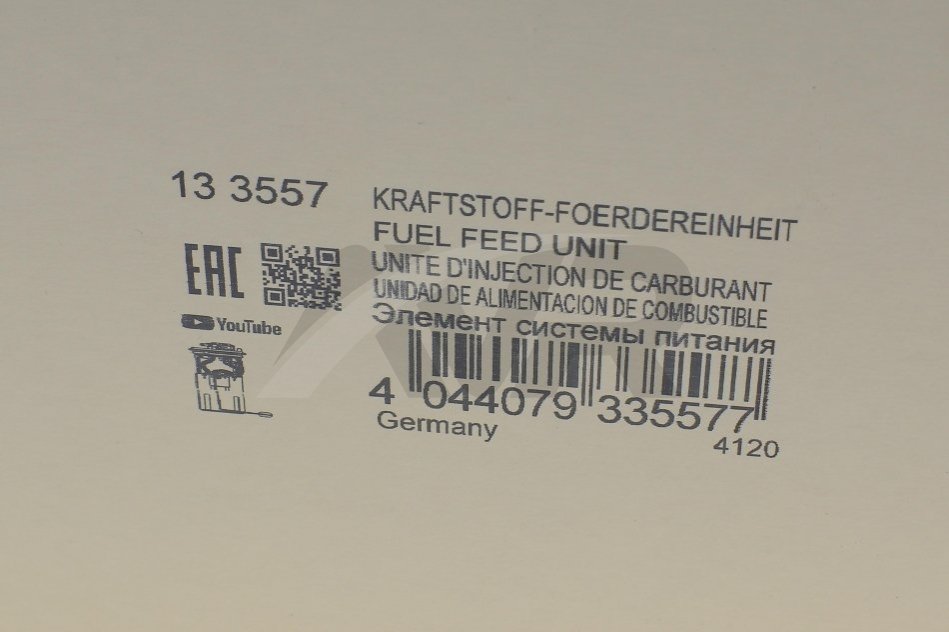 13 3557
KRAFTSTOFF-FOERDEREINHEIT
FUEL FEED UNIT
UNITE D'INJECTION DE CARBURANT
UNIDAD DE ALIMENTACION DE COMBUSTIBLE
Элемент системы питания
EAC
YouTube
4 044079 335577
Germany
4120